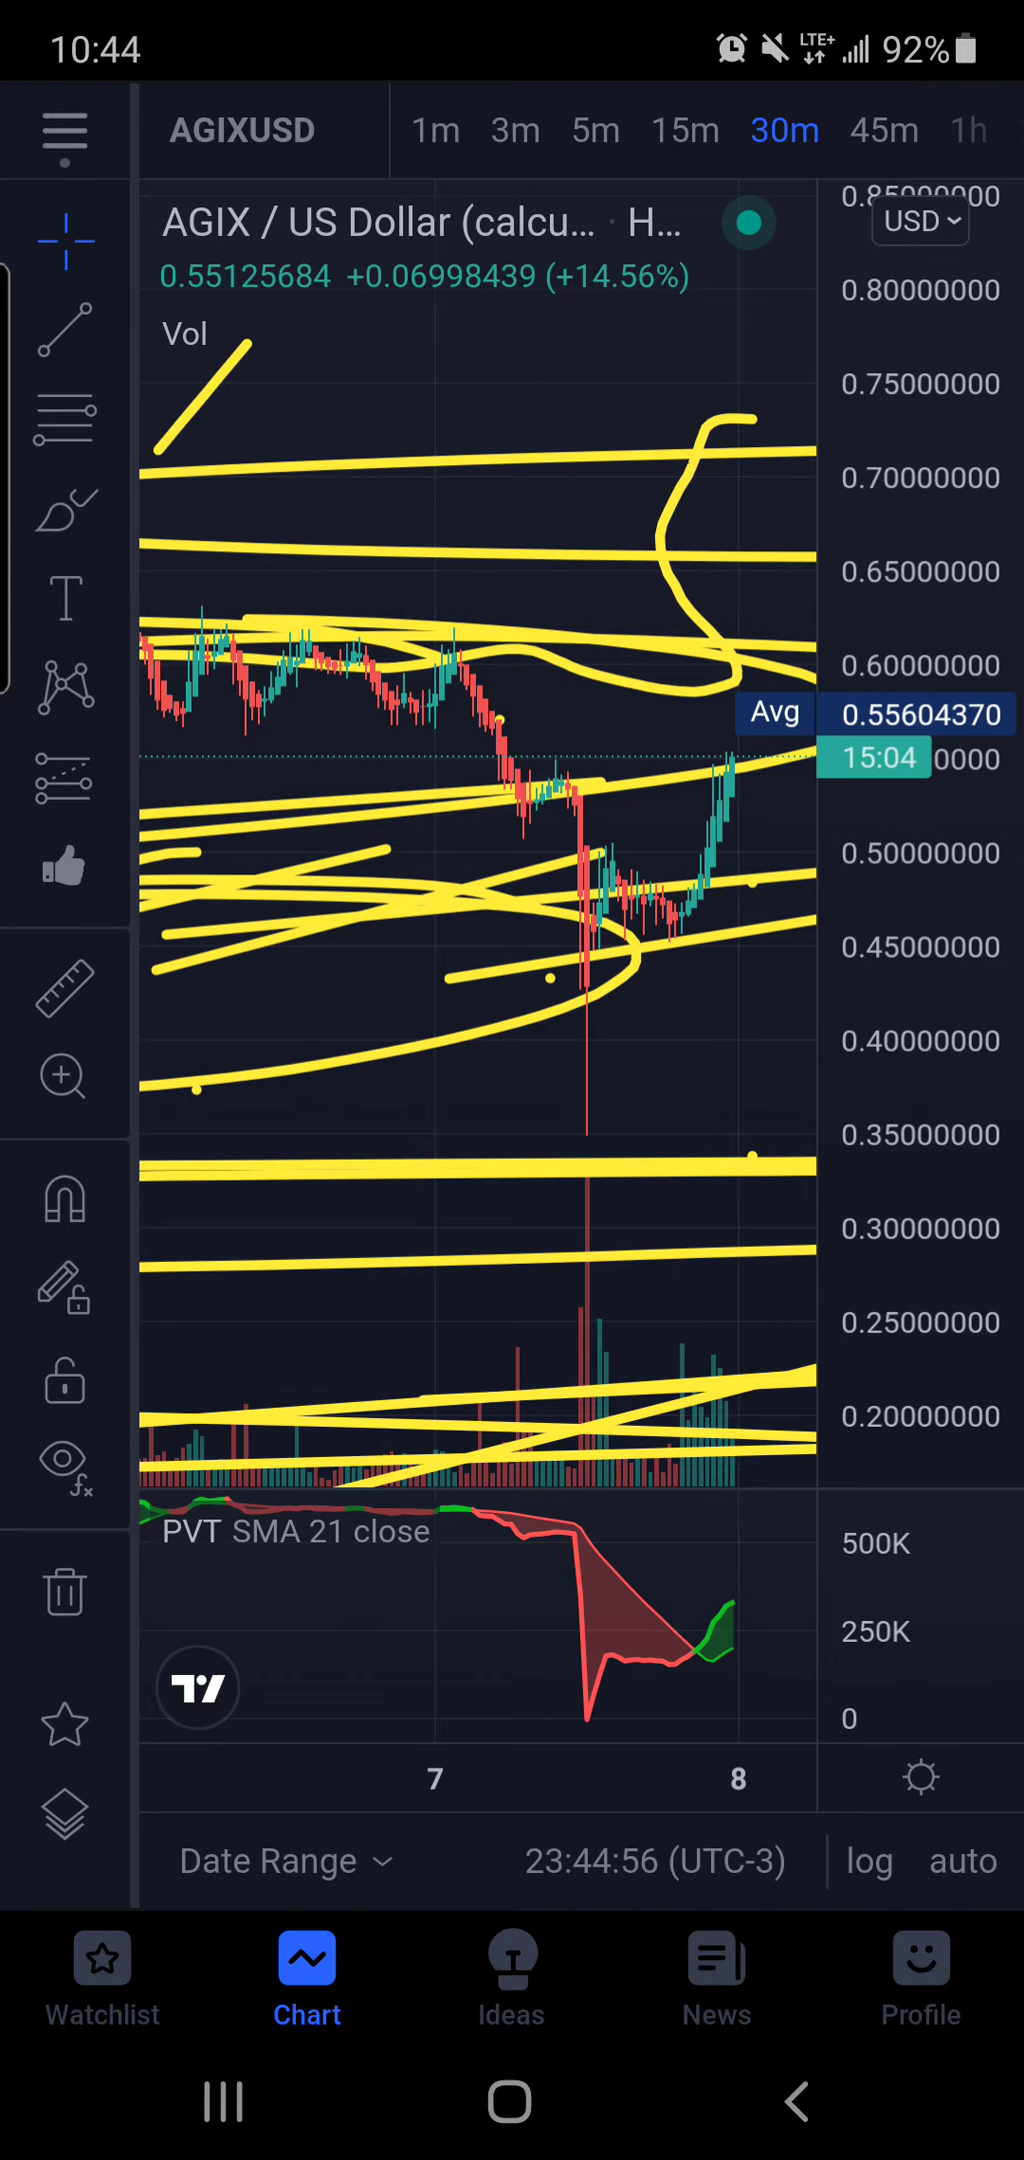 10:44 LTE+ 92%
AGIXUSD 1m 3m 5m 15m 30m 45m 1h
AGIX / US Dollar (calcu... · H...
0.55125684 +0.06998439 (+14.56%)
Vol
0.85000000
USD
0.80000000
0.75000000
0.70000000
0.65000000
0.60000000
Avg 0.55604370
15:04 0000
0.50000000
0.45000000
0.40000000
0.35000000
0.30000000
0.25000000
0.20000000
PVT SMA 21 close
500K
250K
0
7 8
Date Range 23:44:56 (UTC-3) log auto
Watchlist Chart Ideas News Profile